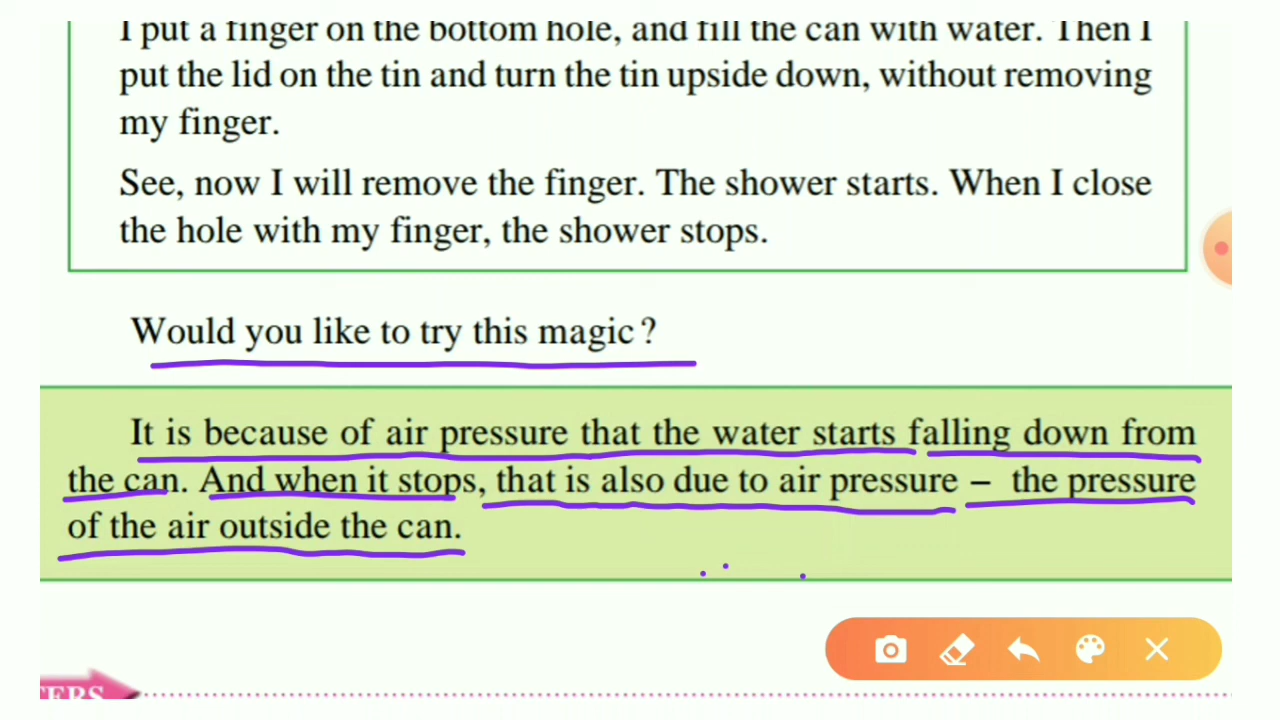 I put a finger on the bottom hole, and fill the can with water. Then I
put the lid on the tin and turn the tin upside down, without removing
my finger.
See, now I will remove the finger. The shower starts. When I close
the hole with my finger, the shower stops.
Would you like to try this magic ?
It is because of air pressure that the water starts falling down from
the can. And when it stops, that is also due to air pressure – the pressure
of the air outside the can.